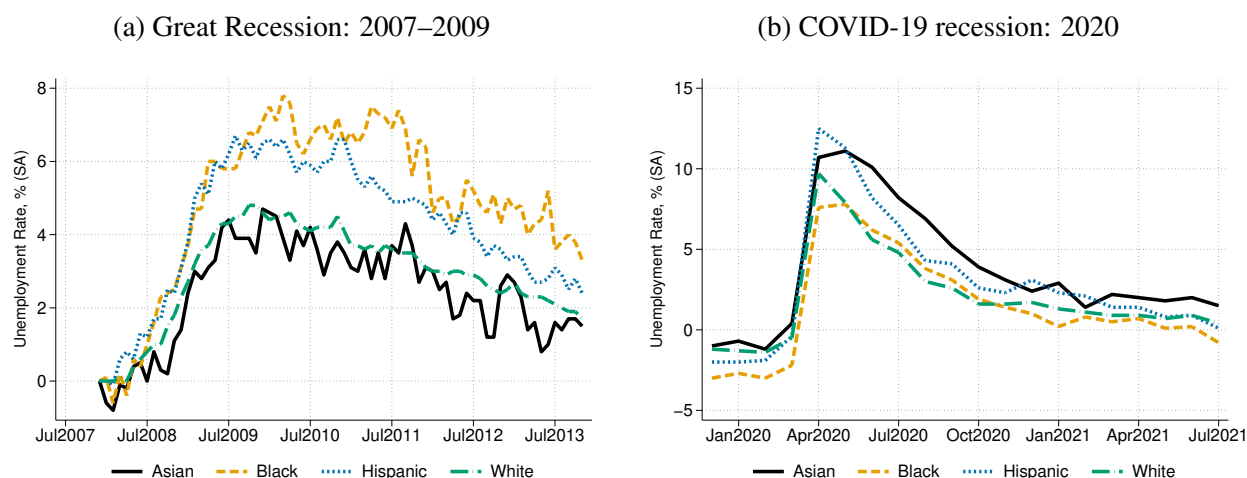 (a) Great Recession: 2007–2009
Unemployment Rate, % (SA)
8
6
4
2
0
Jul2007 Jul2008 Jul2009 Jul2010 Jul2011 Jul2012 Jul2013
Asian Black Hispanic White
(b) COVID-19 recession: 2020
Unemployment Rate, % (SA)
15
10
5
0
−5
Jan2020 Apr2020 Jul2020 Oct2020 Jan2021 Apr2021 Jul2021
Asian Black Hispanic White